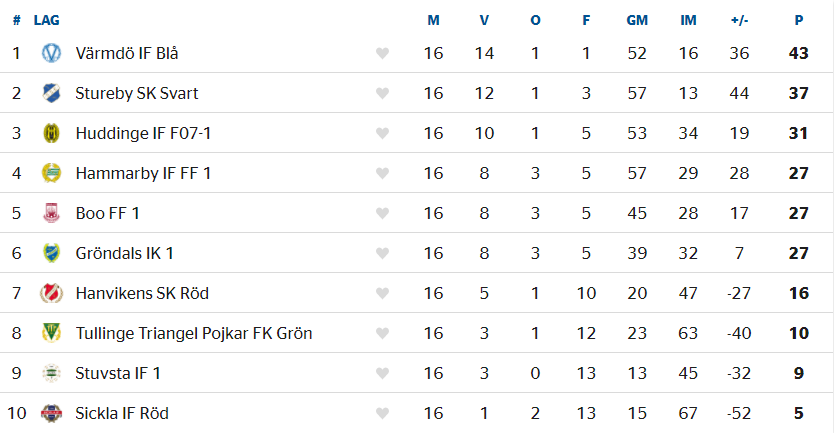 # LAG M V O F GM IM +/- P
1 Värmdö IF Blå 16 14 1 1 52 16 36 43
2 Stureby SK Svart 16 12 1 3 57 13 44 37
3 Huddinge IF F07-1 16 10 1 5 53 34 19 31
4 Hammarby IF FF 1 16 8 3 5 57 29 28 27
5 Boo FF 1 16 8 3 5 45 28 17 27
6 Gröndals IK 1 16 8 3 5 39 32 7 27
7 Hanvikens SK Röd 16 5 1 10 20 47 -27 16
8 Tullinge Triangel Pojkar FK Grön 16 3 1 12 23 63 -40 10
9 Stuvsta IF 1 16 3 0 13 13 45 -32 9
10 Sickla IF Röd 16 1 2 13 15 67 -52 5